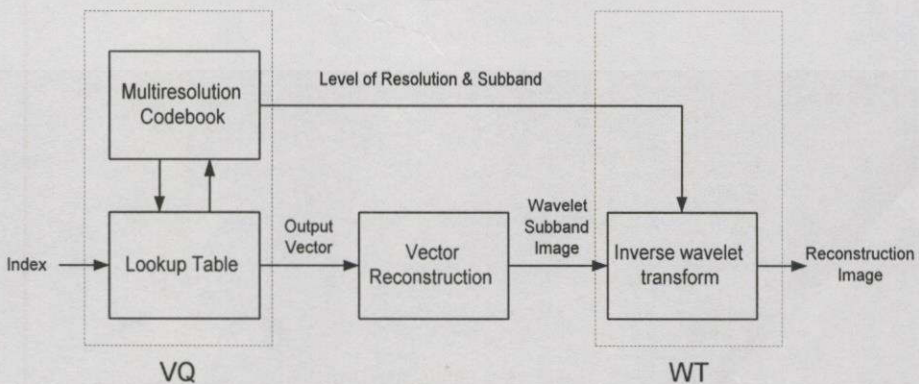 Level of Resolution & Subband
Multiresolution
Codebook
Index
Lookup Table
Output
Vector
Vector
Reconstruction
Wavelet
Subband
Image
Inverse wavelet
transform
Reconstruction
Image
VQ
WT